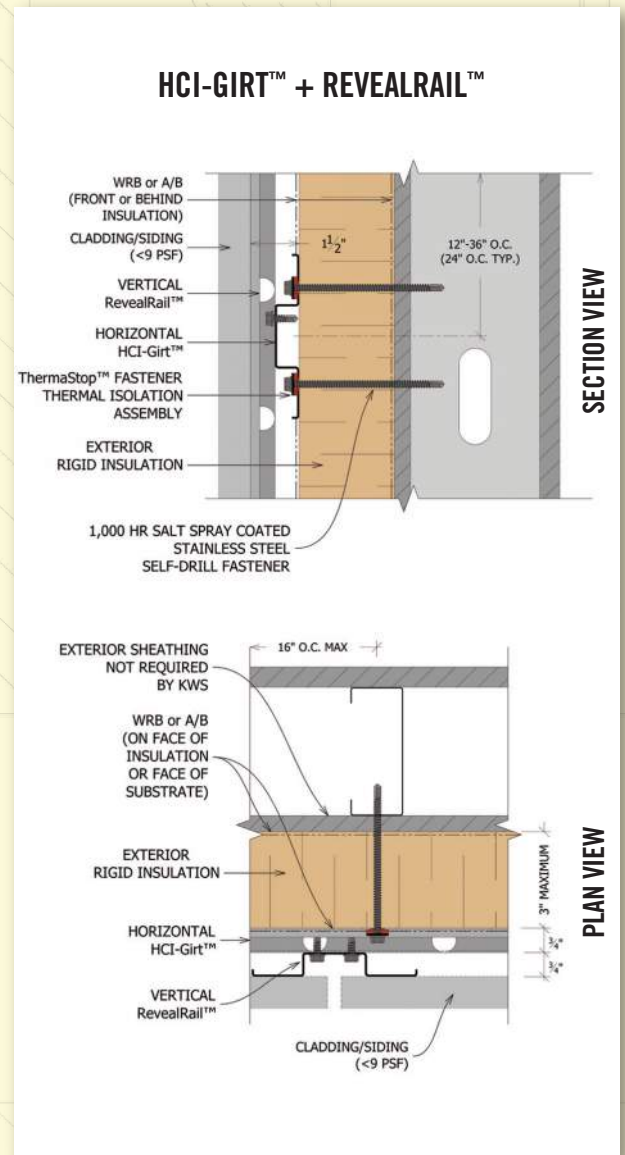 HCI-GIRT™ + REVEALRAIL™
WRB or A/B
(FRONT or BEHIND
INSULATION)
CLADDING/SIDING
(<9 PSF)
VERTICAL
RevealRail™
HORIZONTAL
HCI-Girt™
ThermaStop™ FASTENER
THERMAL ISOLATION
ASSEMBLY
EXTERIOR
RIGID INSULATION
1,000 HR SALT SPRAY COATED
STAINLESS STEEL
SELF-DRILL FASTENER
1½"
12"-36" O.C.
(24" O.C. TYP.)
SECTION VIEW
EXTERIOR SHEATHING
NOT REQUIRED
BY KWS
16" O.C. MAX
WRB or A/B
(ON FACE OF
INSULATION
OR FACE OF
SUBSTRATE)
EXTERIOR
RIGID INSULATION
HORIZONTAL
HCI-Girt™
VERTICAL
RevealRail™
CLADDING/SIDING
(<9 PSF)
3" MAXIMUM
¾"
¾"
PLAN VIEW